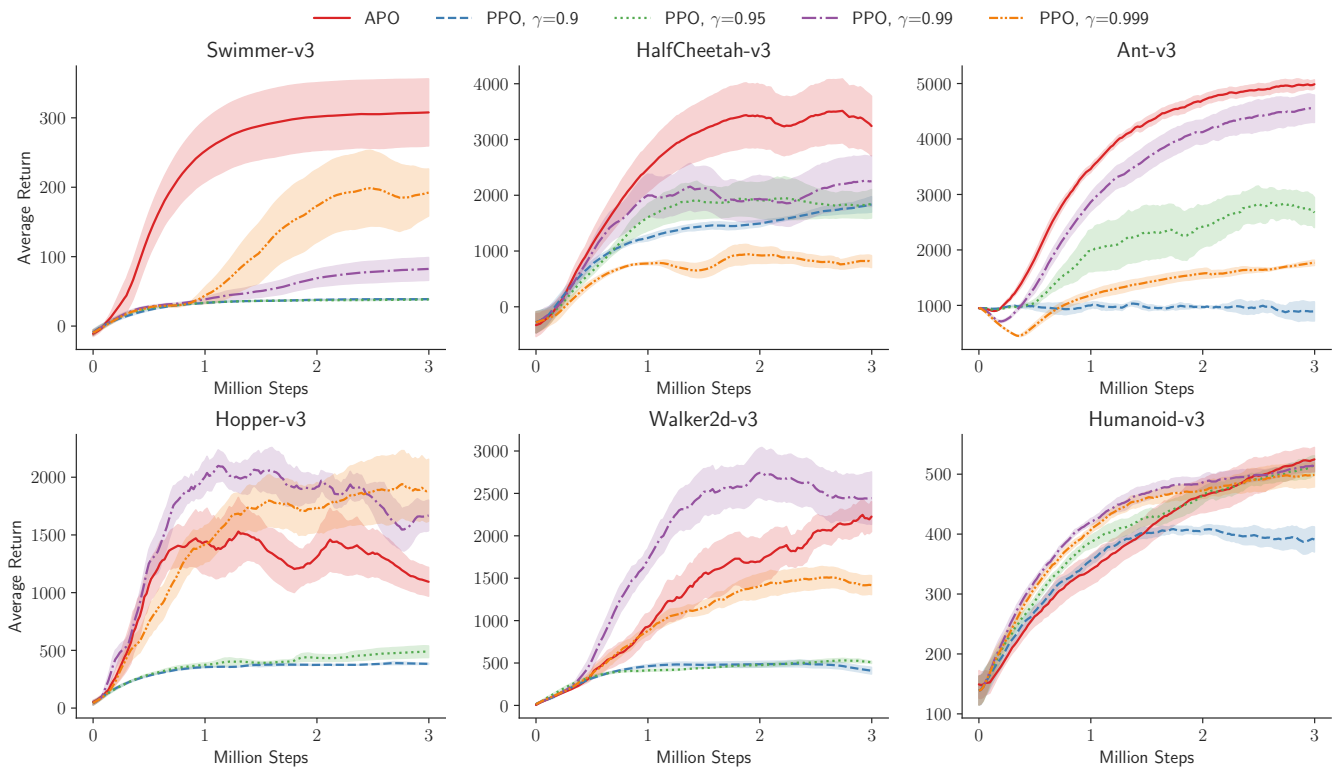 APO PPO, γ=0.9 PPO, γ=0.95 PPO, γ=0.99 PPO, γ=0.999
Swimmer-v3
Average Return
300
200
100
0
0 1 2 3
Million Steps
HalfCheetah-v3
4000
3000
2000
1000
0
0 1 2 3
Million Steps
Ant-v3
5000
4000
3000
2000
1000
0 1 2 3
Million Steps
Hopper-v3
Average Return
2000
1500
1000
500
0
0 1 2 3
Million Steps
Walker2d-v3
3000
2500
2000
1500
1000
500
0
0 1 2 3
Million Steps
Humanoid-v3
500
400
300
200
100
0 1 2 3
Million Steps